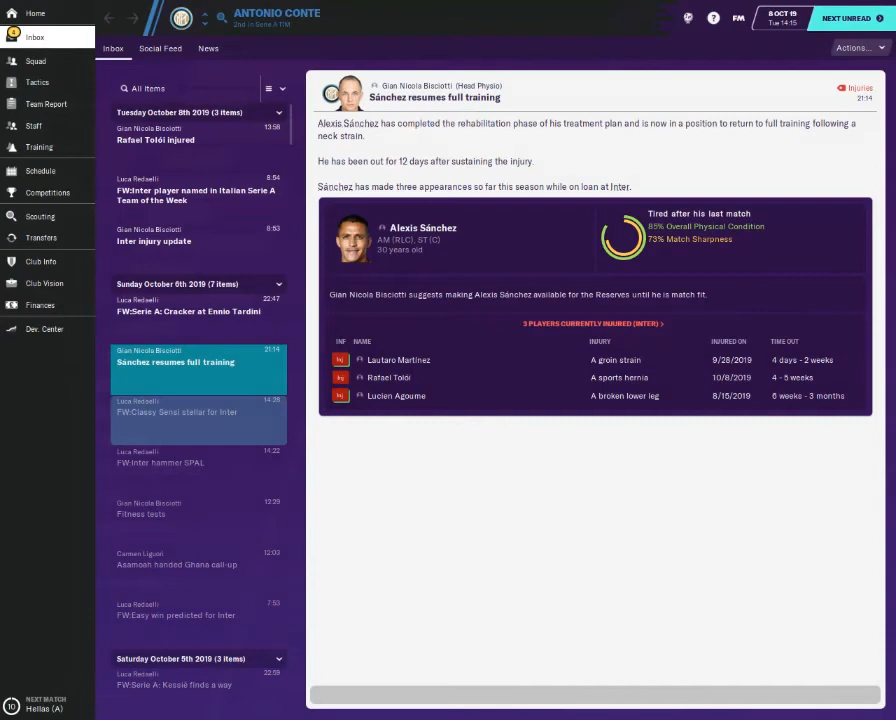 Home
4
Inbox
Squad
Tactics
Team Report
Staff
Training
Schedule
Competitions
Scouting
Transfers
Club Info
Club Vision
Finances
Dev. Center
10
NEXT MATCH
Hellas (A)
ANTONIO CONTE
2nd in Serie A TIM
?
FM
8 OCT 19
Tue 14:15
NEXT UNREAD
Inbox
Social Feed
News
Actions...
All Items
Tuesday October 8th 2019 (3 items)
Gian Nicola Bisciotti 13:58
Rafael Tolói injured
Luca Redaelli 8:54
FW:Inter player named in Italian Serie A
Team of the Week
Gian Nicola Bisciotti 8:53
Inter injury update
Sunday October 6th 2019 (7 items)
Luca Redaelli 22:47
FW:Serie A: Cracker at Ennio Tardini
Gian Nicola Bisciotti 21:14
Sánchez resumes full training
Luca Redaelli 14:28
FW:Classy Sensi stellar for Inter
Luca Redaelli 14:22
FW:Inter hammer SPAL
Gian Nicola Bisciotti 12:29
Fitness tests
Carmen Liguori 12:03
Asamoah handed Ghana call-up
Luca Redaelli 7:53
FW:Easy win predicted for Inter
Saturday October 5th 2019 (3 items)
Luca Redaelli 22:59
FW:Serie A: Kessié finds a way
Gian Nicola Bisciotti (Head Physio)
Sánchez resumes full training
Injuries
21:14
Alexis Sánchez has completed the rehabilitation phase of his treatment plan and is now in a position to return to full training following a
neck strain.
He has been out for 12 days after sustaining the injury.
Sánchez has made three appearances so far this season while on loan at Inter.
Alexis Sánchez
AM (RLC), ST (C)
30 years old
Tired after his last match
85% Overall Physical Condition
73% Match Sharpness
Gian Nicola Bisciotti suggests making Alexis Sánchez available for the Reserves until he is match fit.
3 PLAYERS CURRENTLY INJURED (INTER) >
INF NAME INJURY INJURED ON TIME OUT
Inj Lautaro Martínez A groin strain 9/28/2019 4 days - 2 weeks
Inj Rafael Tolói A sports hernia 10/8/2019 4 - 5 weeks
Inj Lucien Agoume A broken lower leg 8/15/2019 6 weeks - 3 months